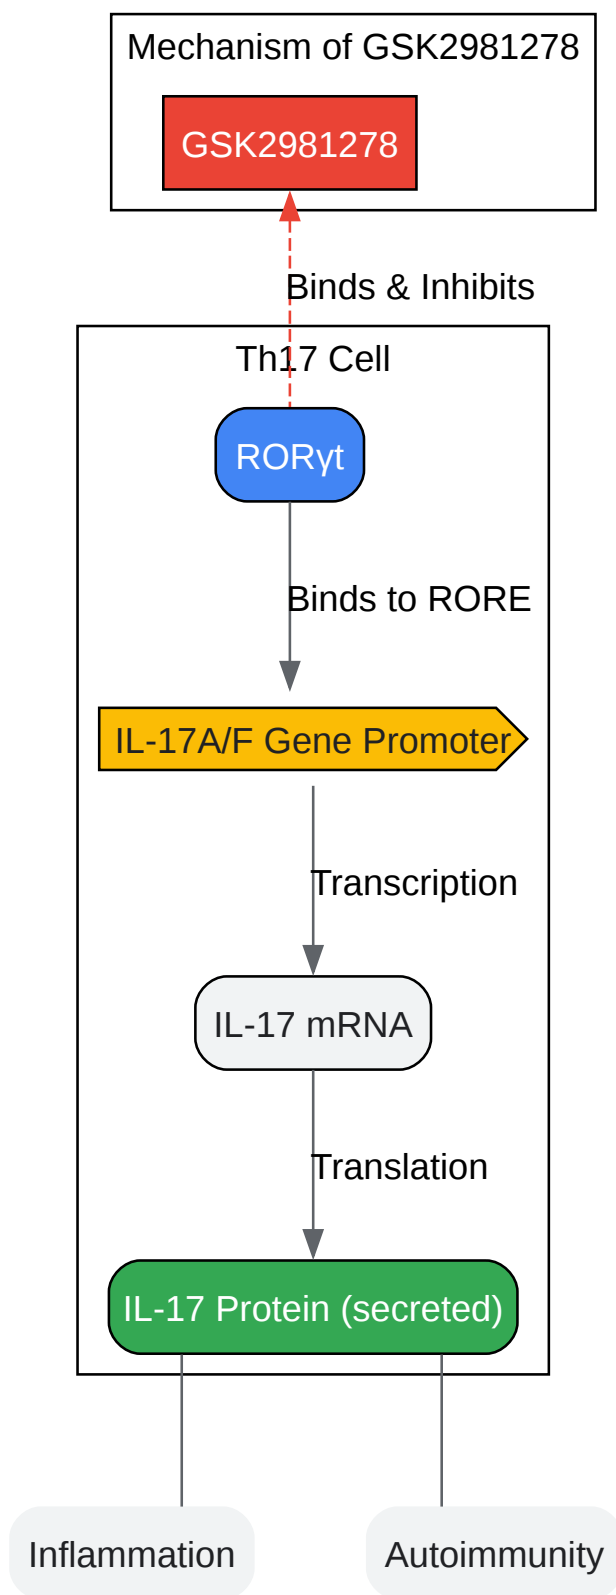 Mechanism of GSK2981278
GSK2981278
Binds & Inhibits
Th17 Cell
RORγt
Binds to RORE
IL-17A/F Gene Promoter
Transcription
IL-17 mRNA
Translation
IL-17 Protein (secreted)
Inflammation
Autoimmunity